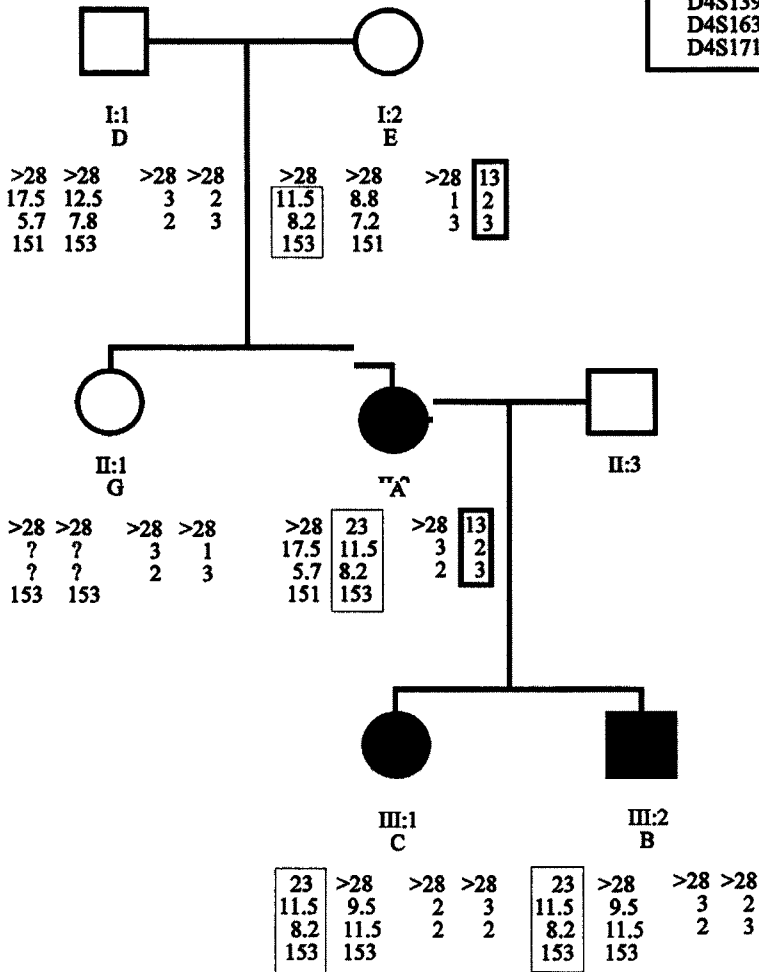 D4S139
D4S163
D4S171
I:1 I:2
D E
>28 >28 >28 >28 >28 >28 >28 13
17.5 12.5 3 2 11.5 8.8 1 2
5.7 7.8 2 3 8.2 7.2 3 3
151 153 153 151
II:1 II:3
G A
>28 >28 >28 >28 >28 23 >28 13
? ? 3 1 17.5 11.5 3 2
? ? 2 3 5.7 8.2 2 3
153 153 151 153
III:1 III:2
C B
23 >28 >28 >28 23 >28 >28 >28
11.5 9.5 2 3 11.5 9.5 3 2
8.2 11.5 2 2 8.2 11.5 2 3
153 153 153 153